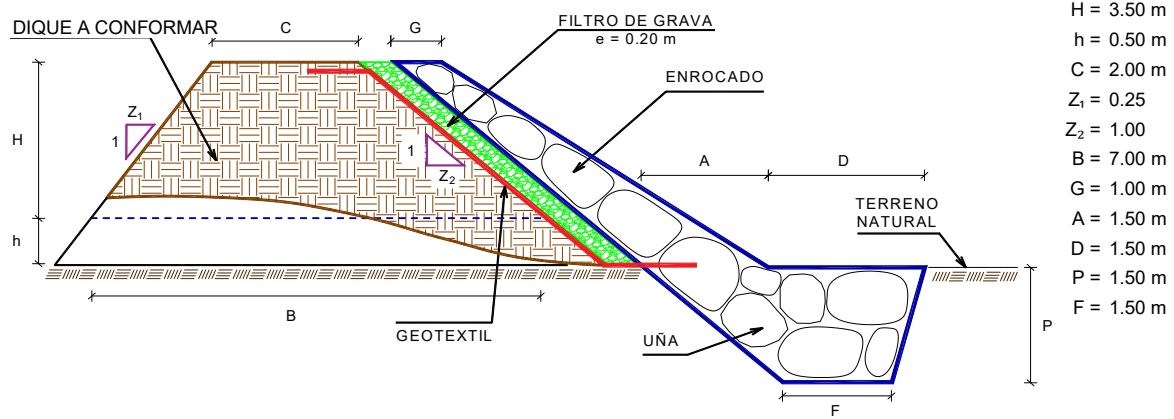 DIQUE A CONFORMAR
C
G
FILTRO DE GRAVA
e = 0.20 m
ENROCADO
H
h
Z₁
1
1
Z₂
A
D
TERRENO
NATURAL
B
GEOTEXTIL
UÑA
P
F
H = 3.50 m
h = 0.50 m
C = 2.00 m
Z₁ = 0.25
Z₂ = 1.00
B = 7.00 m
G = 1.00 m
A = 1.50 m
D = 1.50 m
P = 1.50 m
F = 1.50 m